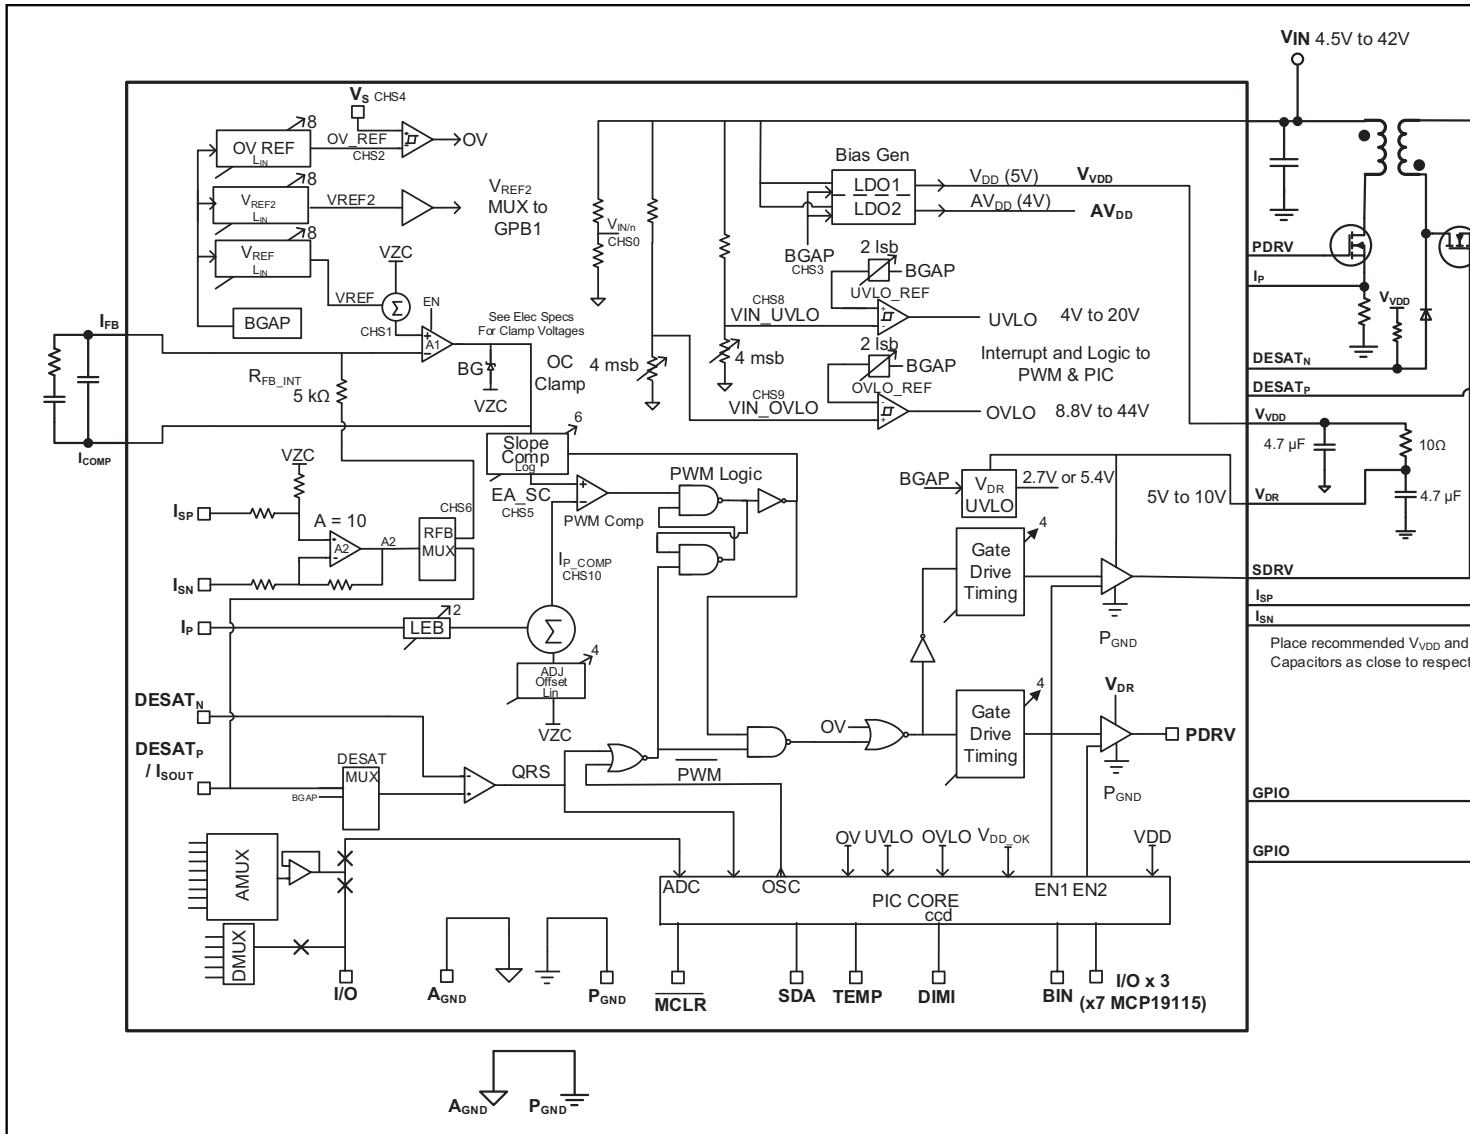 VIN 4.5V to 42V
VS CHS4
8
OV REF
LIN
OV_REF
CHS2
OV
8
VREF2
LIN
VREF2
VREF2
MUX to
GPB1
8
VREF
LIN
VREF
VZC
Σ
CHS1
BGAP
EN
A1
See Elec Specs
For Clamp Voltages
BG
OC
Clamp
VZC
IFB
ICOMP
RFB_INT
5 kΩ
VIN/n
CHS0
4 msb
4 msb
Bias Gen
LDO1
LDO2
VDD (5V)
VVDD
AVDD (4V)
AVDD
BGAP
CHS3
2 lsb
BGAP
UVLO_REF
CHS8
VIN_UVLO
UVLO
4V to 20V
2 lsb
BGAP
OVLO_REF
CHS9
VIN_OVLO
OVLO
Interrupt and Logic to
PWM & PIC
8.8V to 44V
PDRV
IP
VVDD
DESATN
DESATP
VVDD
4.7 µF
10Ω
VDR
4.7 µF
5V to 10V
SDRV
ISP
ISN
Place recommended VVDD and
Capacitors as close to respect
6
Slope
Comp
Log
EA_SC
CHS5
PWM Comp
PWM Logic
BGAP
VDR
UVLO
2.7V or 5.4V
VZC
ISP
A = 10
A2
A2
CHS6
RFB
MUX
ISN
IP
2
LEB
IP_COMP
CHS10
Σ
4
ADJ
Offset
Lin
VZC
4
Gate
Drive
Timing
PGND
4
Gate
Drive
Timing
VDR
PDRV
PGND
OV
DESATN
DESATP
/ ISOUT
DESAT
MUX
BGAP
QRS
PWM
GPIO
GPIO
AMUX
DMUX
I/O
OV
UVLO
OVLO
VDD_OK
VDD
ADC
OSC
EN1
EN2
PIC CORE
ccd
AGND
PGND
MCLR
SDA
TEMP
DIMI
BIN
I/O x 3
(x7 MCP19115)
AGND
PGND